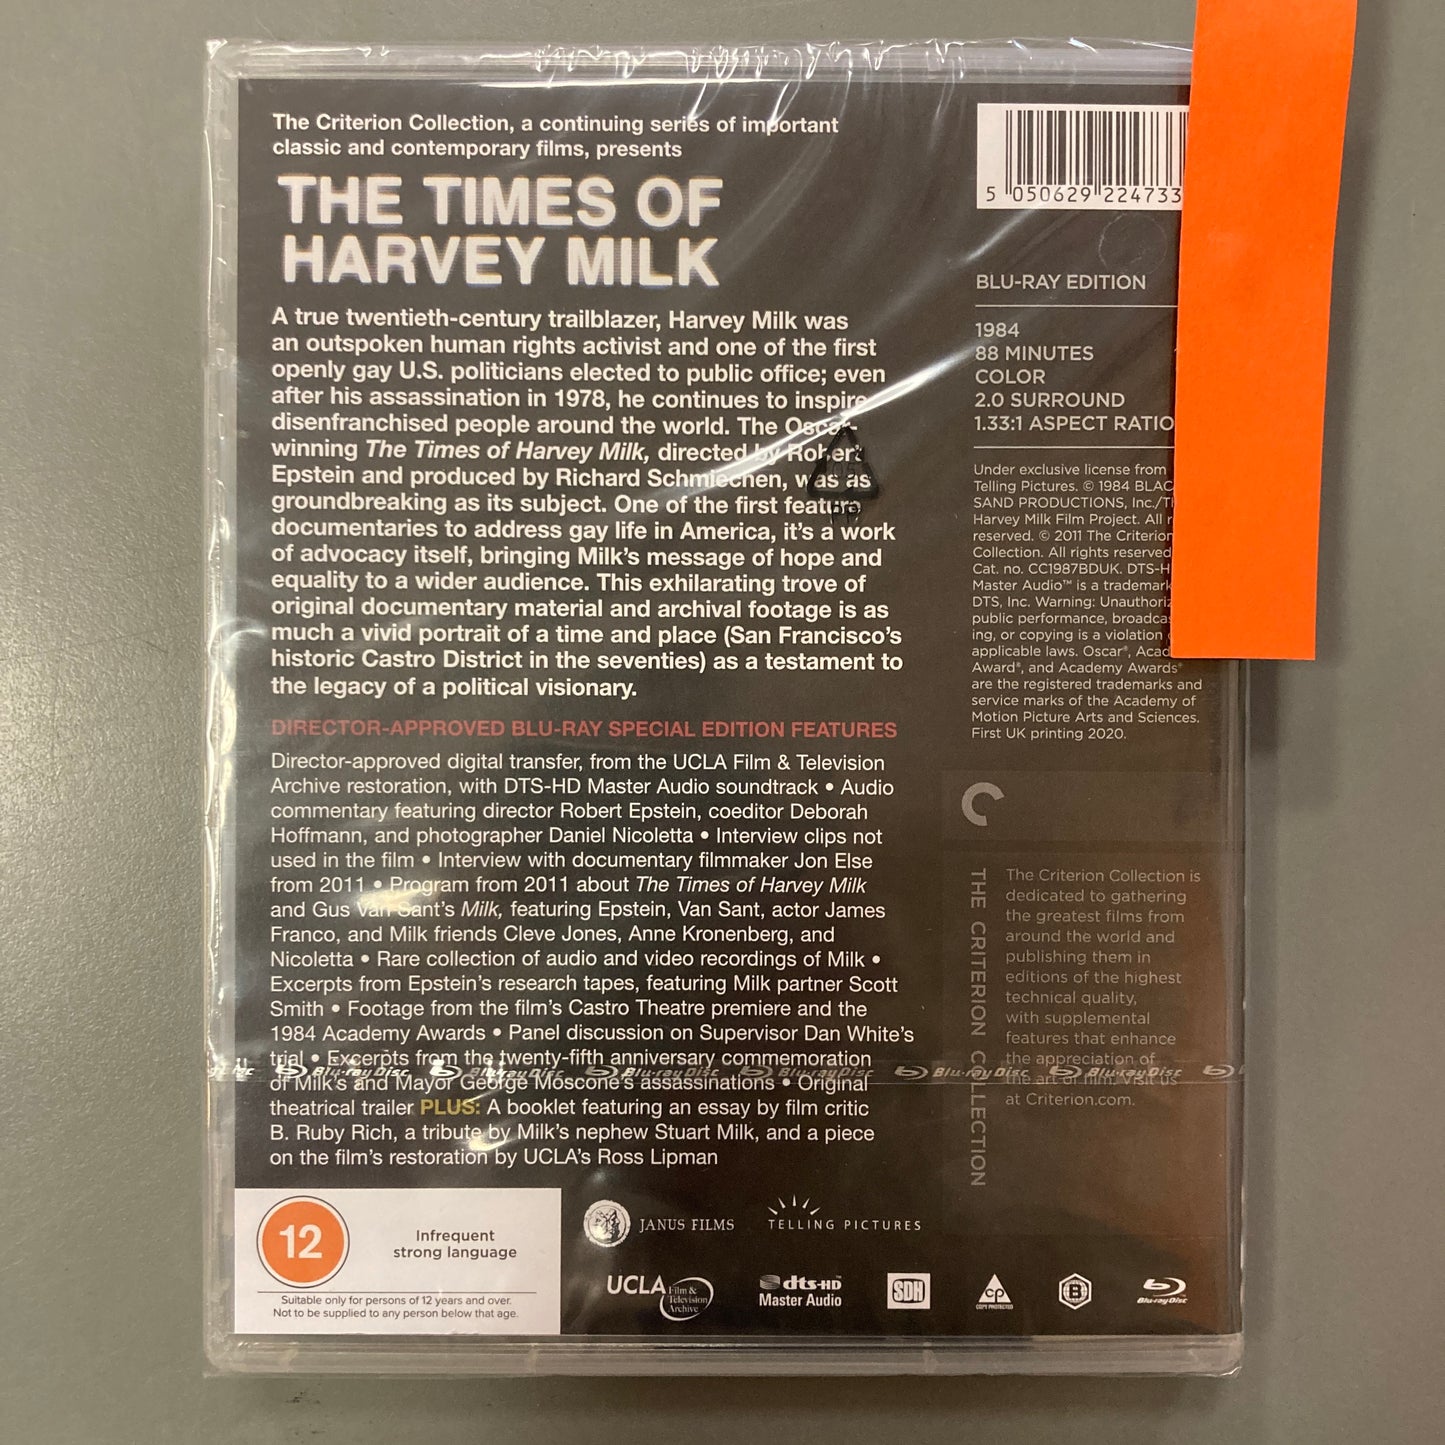 The Criterion Collection, a continuing series of important
classic and contemporary films, presents
THE TIMES OF
HARVEY MILK
A true twentieth-century trailblazer, Harvey Milk was
an outspoken human rights activist and one of the first
openly gay U.S. politicians elected to public office; even
after his assassination in 1978, he continues to inspire
disenfranchised people around the world. The Oscar-
winning The Times of Harvey Milk, directed by Robert
Epstein and produced by Richard Schmiechen, was as
groundbreaking as its subject. One of the first feature
documentaries to address gay life in America, it's a work
of advocacy itself, bringing Milk's message of hope and
equality to a wider audience. This exhilarating trove of
original documentary material and archival footage is as
much a vivid portrait of a time and place (San Francisco's
historic Castro District in the seventies) as a testament to
the legacy of a political visionary.
DIRECTOR-APPROVED BLU-RAY SPECIAL EDITION FEATURES
Director-approved digital transfer, from the UCLA Film & Television
Archive restoration, with DTS-HD Master Audio soundtrack • Audio
commentary featuring director Robert Epstein, coeditor Deborah
Hoffmann, and photographer Daniel Nicoletta • Interview clips not
used in the film • Interview with documentary filmmaker Jon Else
from 2011 • Program from 2011 about The Times of Harvey Milk
and Gus Van Sant's Milk, featuring Epstein, Van Sant, actor James
Franco, and Milk friends Cleve Jones, Anne Kronenberg, and
Nicoletta • Rare collection of audio and video recordings of Milk •
Excerpts from Epstein's research tapes, featuring Milk partner Scott
Smith • Footage from the film's Castro Theatre premiere and the
1984 Academy Awards • Panel discussion on Supervisor Dan White's
trial • Excerpts from the twenty-fifth anniversary commemoration
of Milk's and Mayor George Moscone's assassinations • Original
theatrical trailer PLUS: A booklet featuring an essay by film critic
B. Ruby Rich, a tribute by Milk's nephew Stuart Milk, and a piece
on the film's restoration by UCLA's Ross Lipman
5 050629 224733
BLU-RAY EDITION
1984
88 MINUTES
COLOR
2.0 SURROUND
1.33:1 ASPECT RATIO
Under exclusive license from
Telling Pictures. © 1984
SAND PRODUCTIONS, Inc./
Harvey Milk Film Project. All
reserved. © 2011 The Criterion
Collection. All rights reserved
Cat. no. CC1987BDUK.
Master Audio™ is a trademark
DTS, Inc. Warning:
public performance,
ing, or copying is a violation
applicable laws. Oscar®,
Award®, and Academy Awards®
are the registered trademarks and
service marks of the Academy of
Motion Picture Arts and Sciences.
First UK printing 2020.
THE CRITERION COLLECTION
The Criterion Collection is
dedicated to gathering
the greatest films from
around the world and
publishing them in
editions of the highest
technical quality,
with supplemental
features that enhance
the appreciation of
the art of film. Visit us
at Criterion.com.
Blu-ray Disc Blu-ray Disc Blu-ray Disc Blu-ray Disc Blu-ray Disc Blu-ray Disc
12
Infrequent
strong language
Suitable only for persons of 12 years and over.
Not to be supplied to any person below that age.
JANUS FILMS
TELLING PICTURES
UCLA Film &
Television
Archive
dts-HD
Master Audio
SDH
CP
COPY PROTECTED
B
Blu-ray Disc